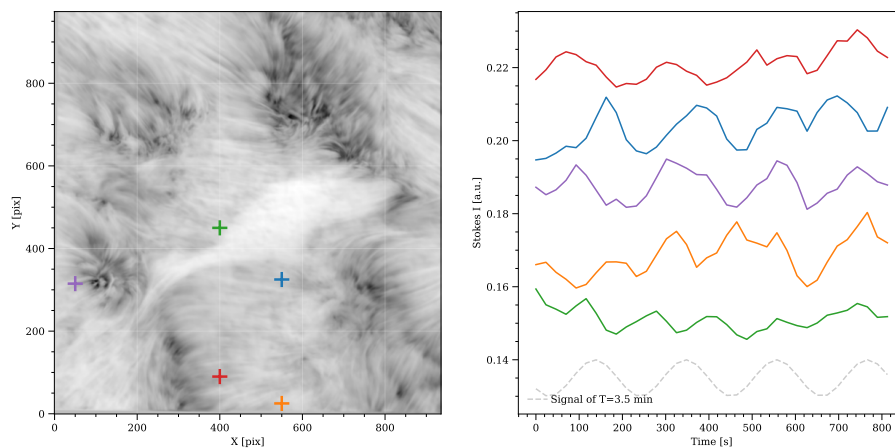 800
600
400
200
0
Y [pix]
0 200 400 600 800
X [pix]
0.22
0.20
0.18
0.16
0.14
Stokes I [a.u.]
Signal of T=3.5 min
0 100 200 300 400 500 600 700 800
Time [s]